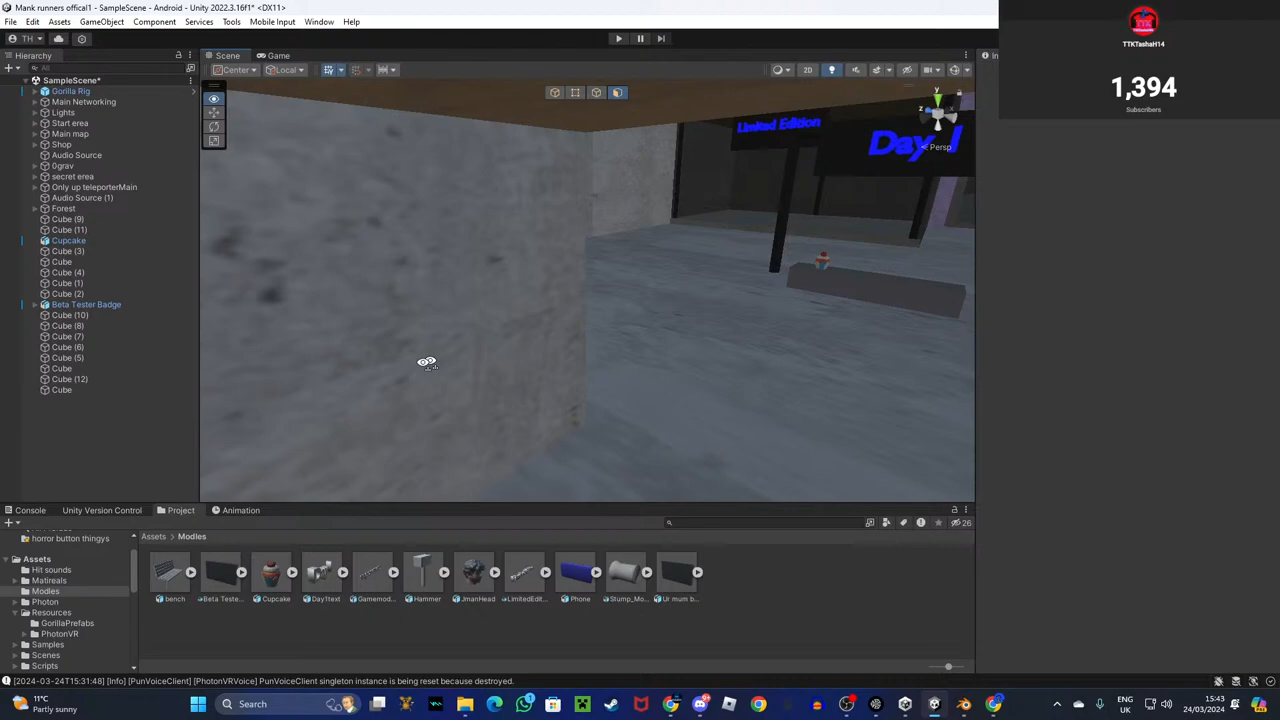 Mank runners offical1 - SampleScene - Android - Unity 2022.3.16f1* <DX11>
File Edit Assets GameObject Component Services Tools Mobile Input Window Help
TH
Hierarchy
Scene Game
All
Center Local 2D
SampleScene*
Gorilla Rig
Main Networking
Lights
Start erea
Main map
Shop
Audio Source
0grav
secret erea
Only up teleporterMain
Audio Source (1)
Forest
Cube (9)
Cube (11)
Cupcake
Cube (3)
Cube
Cube (4)
Cube (1)
Cube (2)
Beta Tester Badge
Cube (10)
Cube (8)
Cube (7)
Cube (6)
Cube (5)
Cube
Cube (12)
Cube
Limited Edition
Day 1
y
z
< Persp
TTKTashaH14
1,394
Subscribers
Console Unity Version Control Project Animation
26
horror button thingys
Assets
Hit sounds
Matireals
Modles
Photon
Resources
GorillaPrefabs
PhotonVR
Samples
Scenes
Scripts
Assets > Modles
bench Beta Teste... Cupcake Day1text Gamemod... Hammer JmanHead LimitedEdit... Phone Stump_Mo... Ur mum b...
[2024-03-24T15:31:48] [Info] [PunVoiceClient] [PhotonVRVoice] PunVoiceClient singleton instance is being reset because destroyed.
11°C
Partly sunny
Search
ENG
UK
15:43
24/03/2024